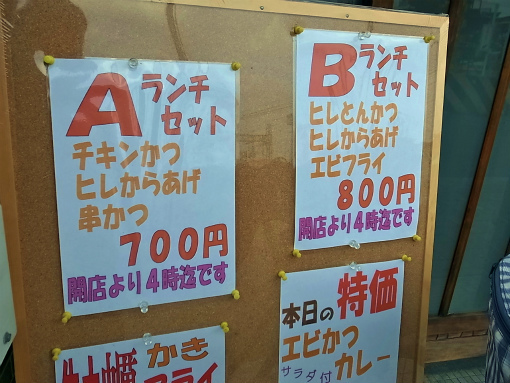 A ランチ
セット
チキンかつ
ヒレからあげ
串かつ
700円
開店より4時迄です
B ランチ
セット
ヒレとんかつ
ヒレからあげ
エビフライ
800円
開店より4時迄です
かき
フライ
本日の特価
エビかつ
カレー
サラダ付